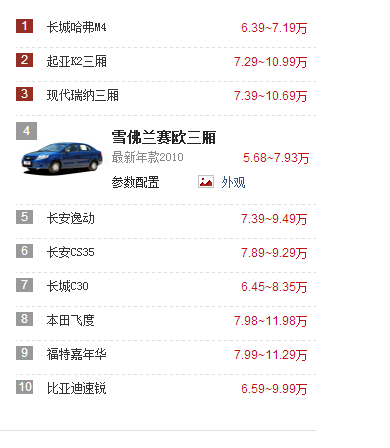 1 长城哈弗M4 6.39~7.19万
2 起亚K2三厢 7.29~10.99万
3 现代瑞纳三厢 7.39~10.69万
4
雪佛兰赛欧三厢
最新年款2010 5.68~7.93万
参数配置 外观
5 长安逸动 7.39~9.49万
6 长安CS35 7.89~9.29万
7 长城C30 6.45~8.35万
8 本田飞度 7.98~11.98万
9 福特嘉年华 7.99~11.29万
10 比亚迪速锐 6.59~9.99万